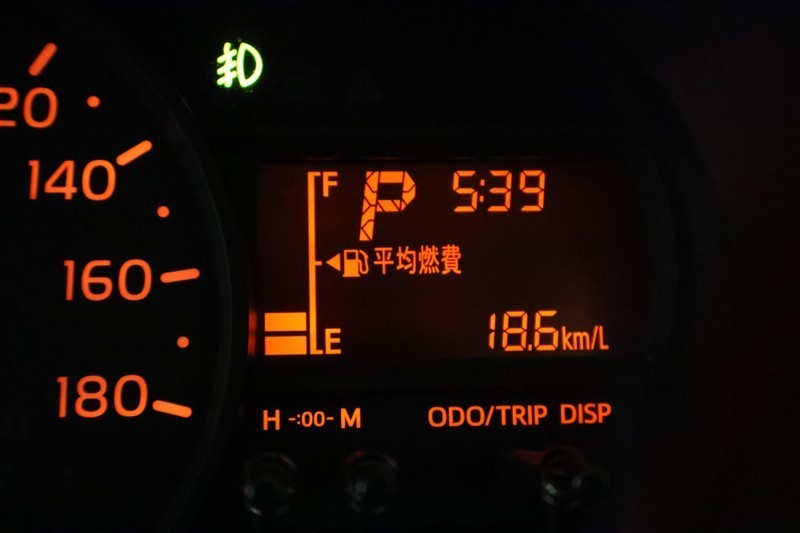 20
140
160
180
F P 5:39
平均燃費
E 18.6km/L
H -:00- M ODO/TRIP DISP